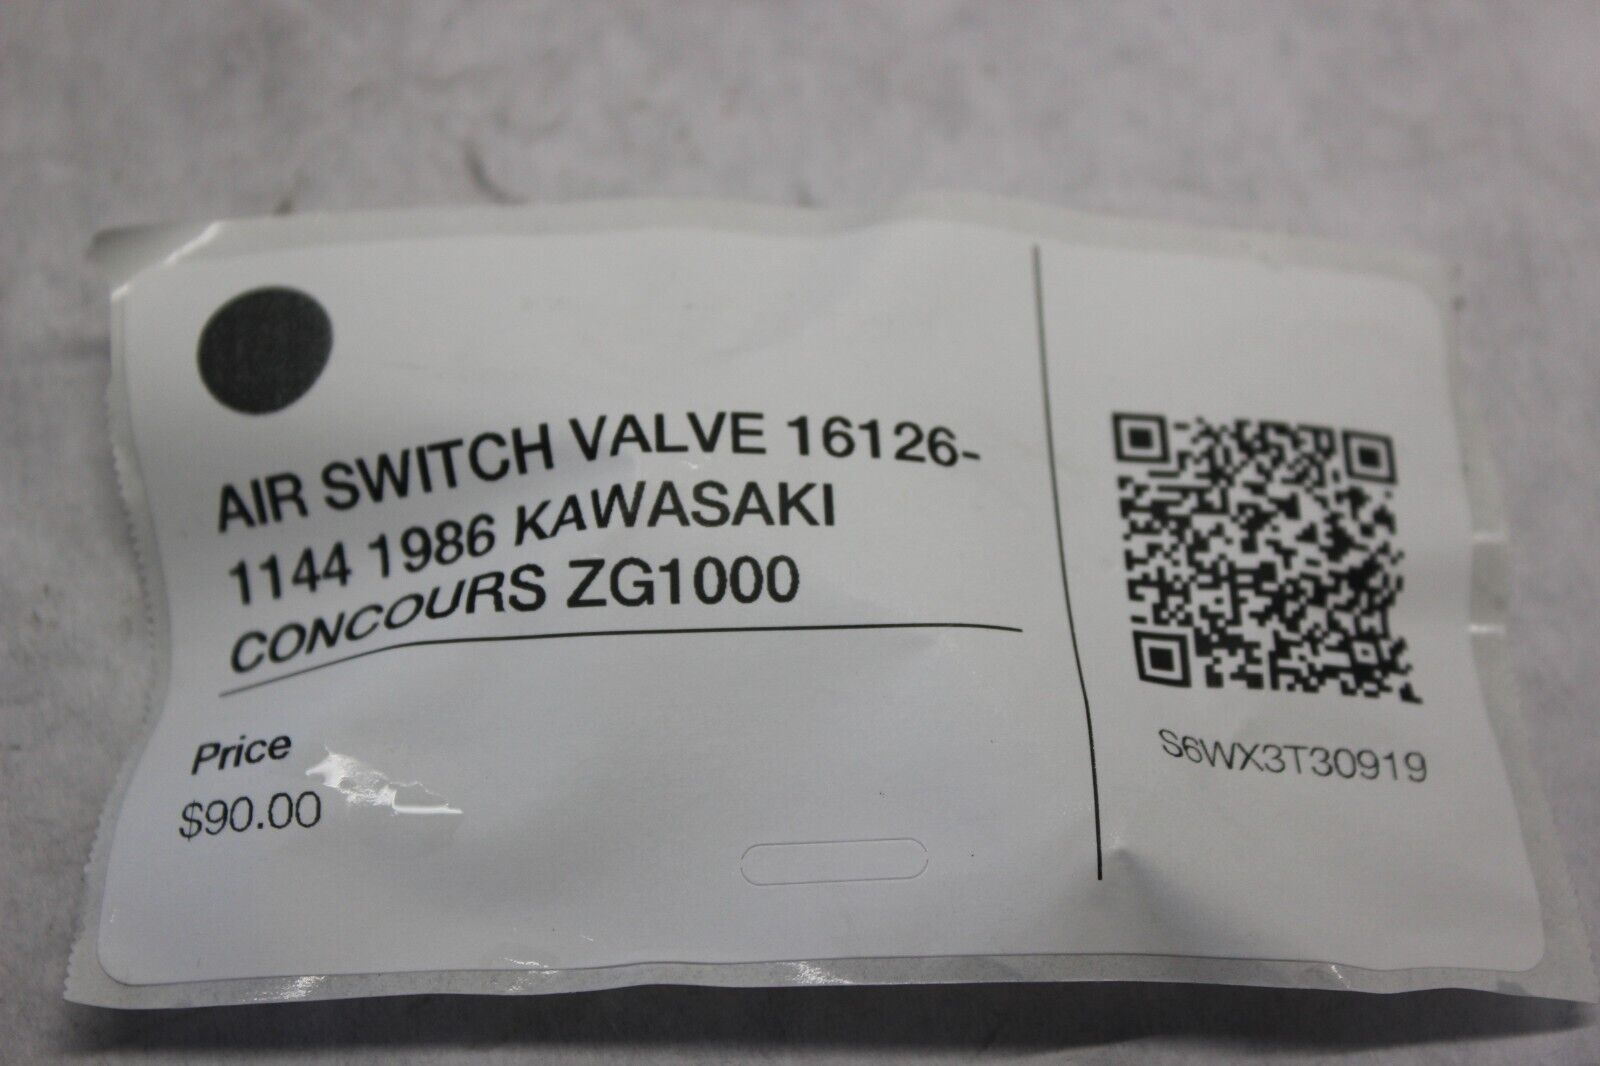 AIR SWITCH VALVE 16126-
1144 1986 KAWASAKI
CONCOURS ZG1000
Price
$90.00
S6WX3T30919